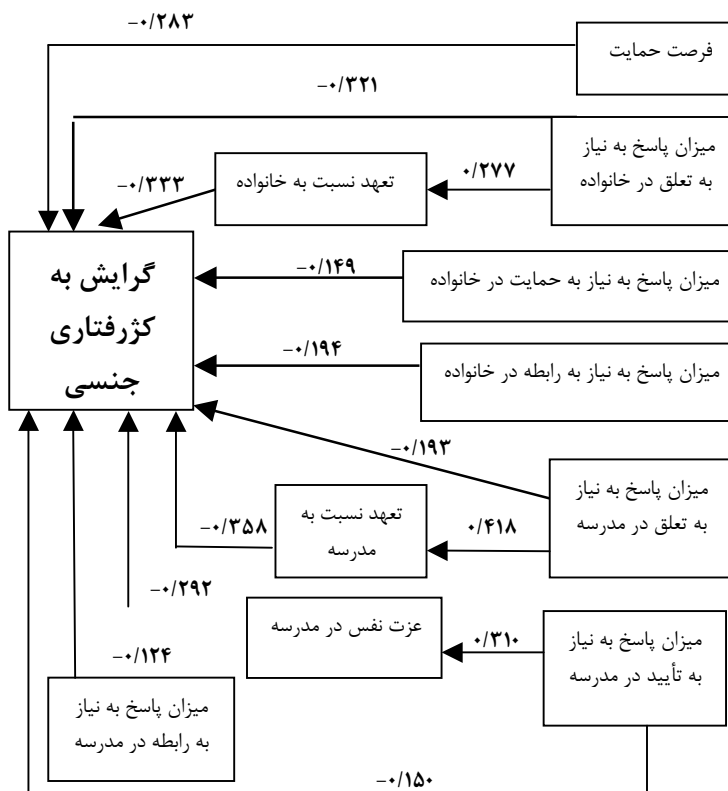 −۰/۲۸۳
فرصت حمایت
−۰/۳۲۱
میزان پاسخ به نیاز
به تعلق در خانواده
۰/۲۷۷
تعهد نسبت به خانواده
−۰/۳۳۳
گرایش به
کژرفتاری
جنسی
−۰/۱۴۹
میزان پاسخ به نیاز به حمایت در خانواده
−۰/۱۹۴
میزان پاسخ به نیاز به رابطه در خانواده
−۰/۱۹۳
میزان پاسخ به نیاز
به تعلق در مدرسه
۰/۴۱۸
تعهد نسبت به
مدرسه
−۰/۳۵۸
−۰/۲۹۲
عزت نفس در مدرسه
۰/۳۱۰
میزان پاسخ به نیاز
به تأیید در مدرسه
−۰/۱۲۴
میزان پاسخ به نیاز
به رابطه در مدرسه
−۰/۱۵۰